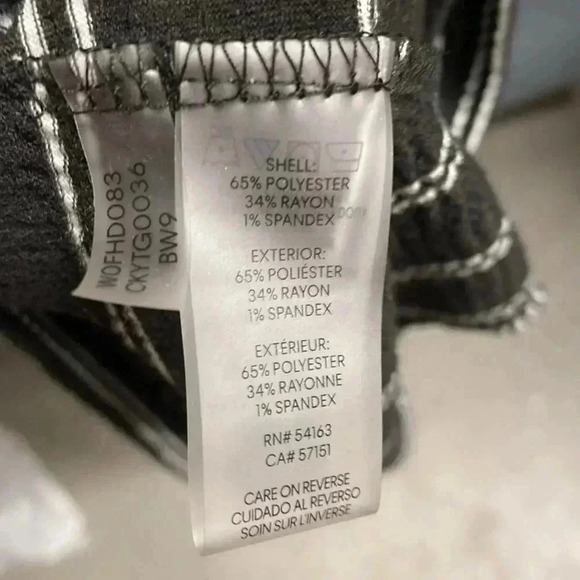 W0FHD083
CKYTG0036
BW9
SHELL:
65% POLYESTER
34% RAYON
1% SPANDEX
EXTERIOR:
65% POLIÉSTER
34% RAYON
1% SPANDEX
EXTÉRIEUR:
65% POLYESTER
34% RAYONNE
1% SPANDEX
RN# 54163
CA# 57151
CARE ON REVERSE
CUIDADO AL REVERSO
SOIN SUR L'INVERSE